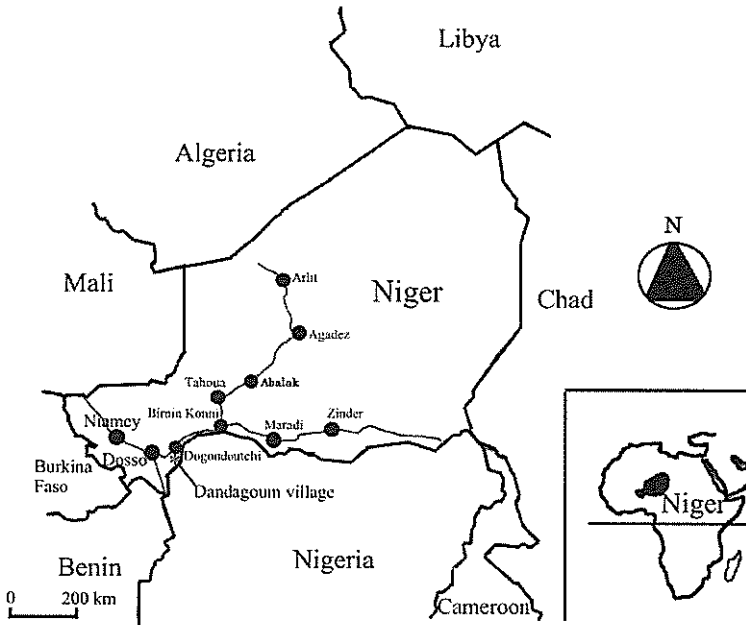 Libya
Algeria
N
Mali
Arlit
Niger
Chad
Agadez
Tahoua
Abalak
Birnin Konni
Zinder
Niamey
Maradi
Dosso
Dogondoutchi
Burkina
Faso
Dandagoum village
Niger
Benin
Nigeria
0 200 km
Cameroon